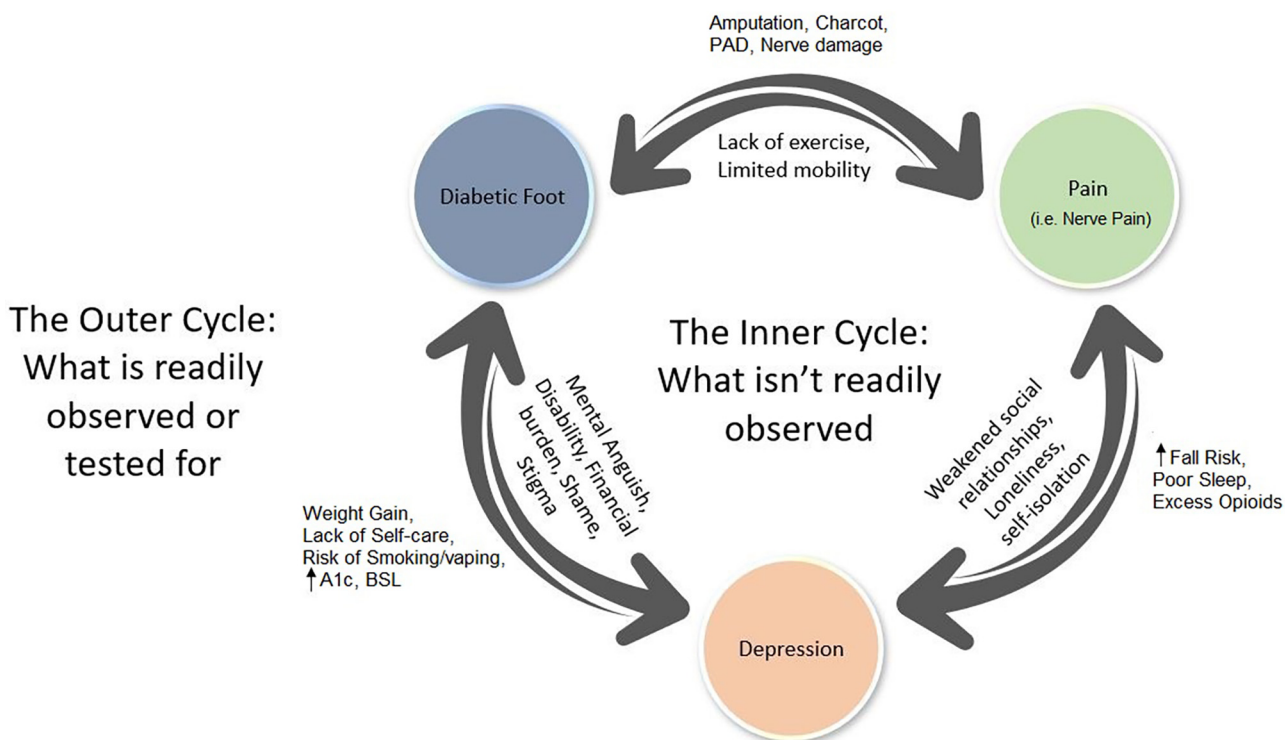 Amputation, Charcot,
PAD, Nerve damage
Lack of exercise,
Limited mobility
Diabetic Foot
Pain
(i.e. Nerve Pain)
The Outer Cycle:
What is readily
observed or
tested for
The Inner Cycle:
What isn’t readily
observed
Mental Anguish,
Disability, Financial
burden, Shame,
Stigma
Weakened social
relationships,
Loneliness,
self-isolation
↑ Fall Risk,
Poor Sleep,
Excess Opioids
Weight Gain,
Lack of Self-care,
Risk of Smoking/vaping,
↑ A1c, BSL
Depression